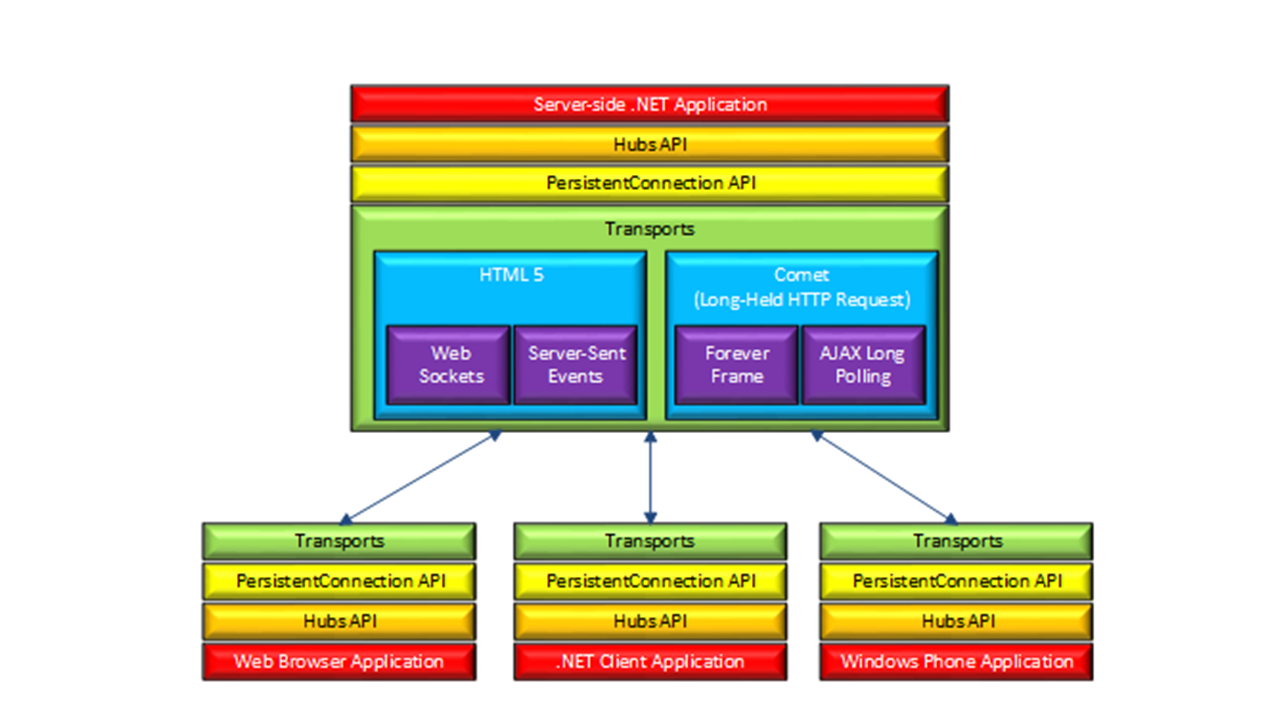 Server-side .NET Application
Hubs API
PersistentConnection API
Transports
HTML 5
Web
Sockets
Server-Sent
Events
Comet
(Long-Held HTTP Request)
Forever
Frame
AJAX Long
Polling
Transports
PersistentConnection API
Hubs API
Web Browser Application
Transports
PersistentConnection API
Hubs API
.NET Client Application
Transports
PersistentConnection API
Hubs API
Windows Phone Application